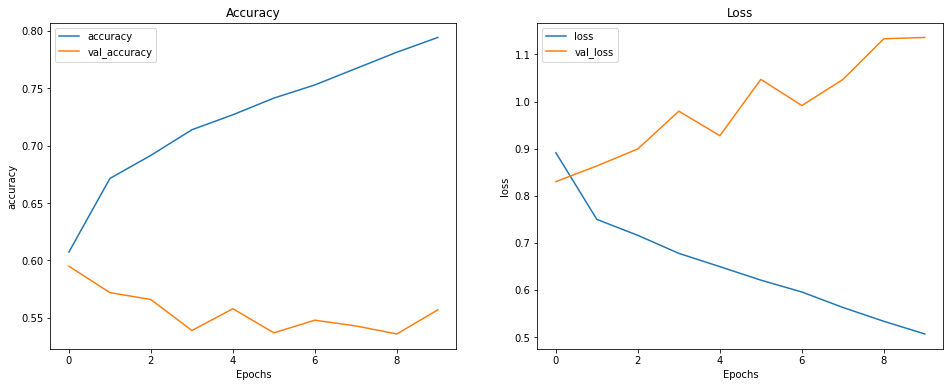 Accuracy
accuracy
val_accuracy
0.80
0.75
0.70
0.65
0.60
0.55
accuracy
0 2 4 6 8
Epochs
Loss
loss
val_loss
1.1
1.0
0.9
0.8
0.7
0.6
0.5
loss
0 2 4 6 8
Epochs